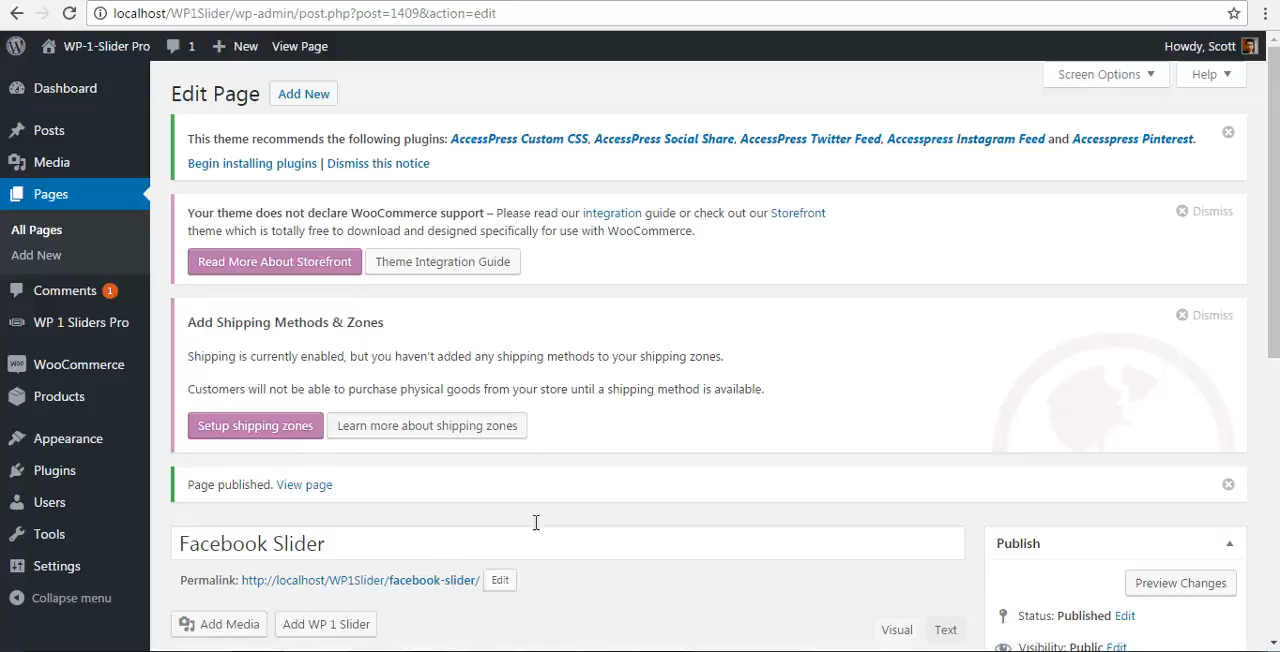 localhost/WP1Slider/wp-admin/post.php?post=1409&action=edit
WP-1-Slider Pro 1 New View Page Howdy, Scott
Screen Options Help
Dashboard
Posts
Media
Pages
All Pages
Add New
Comments 1
WP 1 Sliders Pro
WooCommerce
Products
Appearance
Plugins
Users
Tools
Settings
Collapse menu
Edit Page Add New
This theme recommends the following plugins: AccessPress Custom CSS, AccessPress Social Share, AccessPress Twitter Feed, Accesspress Instagram Feed and Accesspress Pinterest.
Begin installing plugins | Dismiss this notice
Your theme does not declare WooCommerce support – Please read our integration guide or check out our Storefront
theme which is totally free to download and designed specifically for use with WooCommerce.
Dismiss
Read More About Storefront Theme Integration Guide
Add Shipping Methods & Zones
Dismiss
Shipping is currently enabled, but you haven't added any shipping methods to your shipping zones.
Customers will not be able to purchase physical goods from your store until a shipping method is available.
Setup shipping zones Learn more about shipping zones
Page published. View page
Facebook Slider
Permalink: http://localhost/WP1Slider/facebook-slider/ Edit
Add Media Add WP 1 Slider Visual Text
Publish
Preview Changes
Status: Published Edit
Visibility: Public Edit